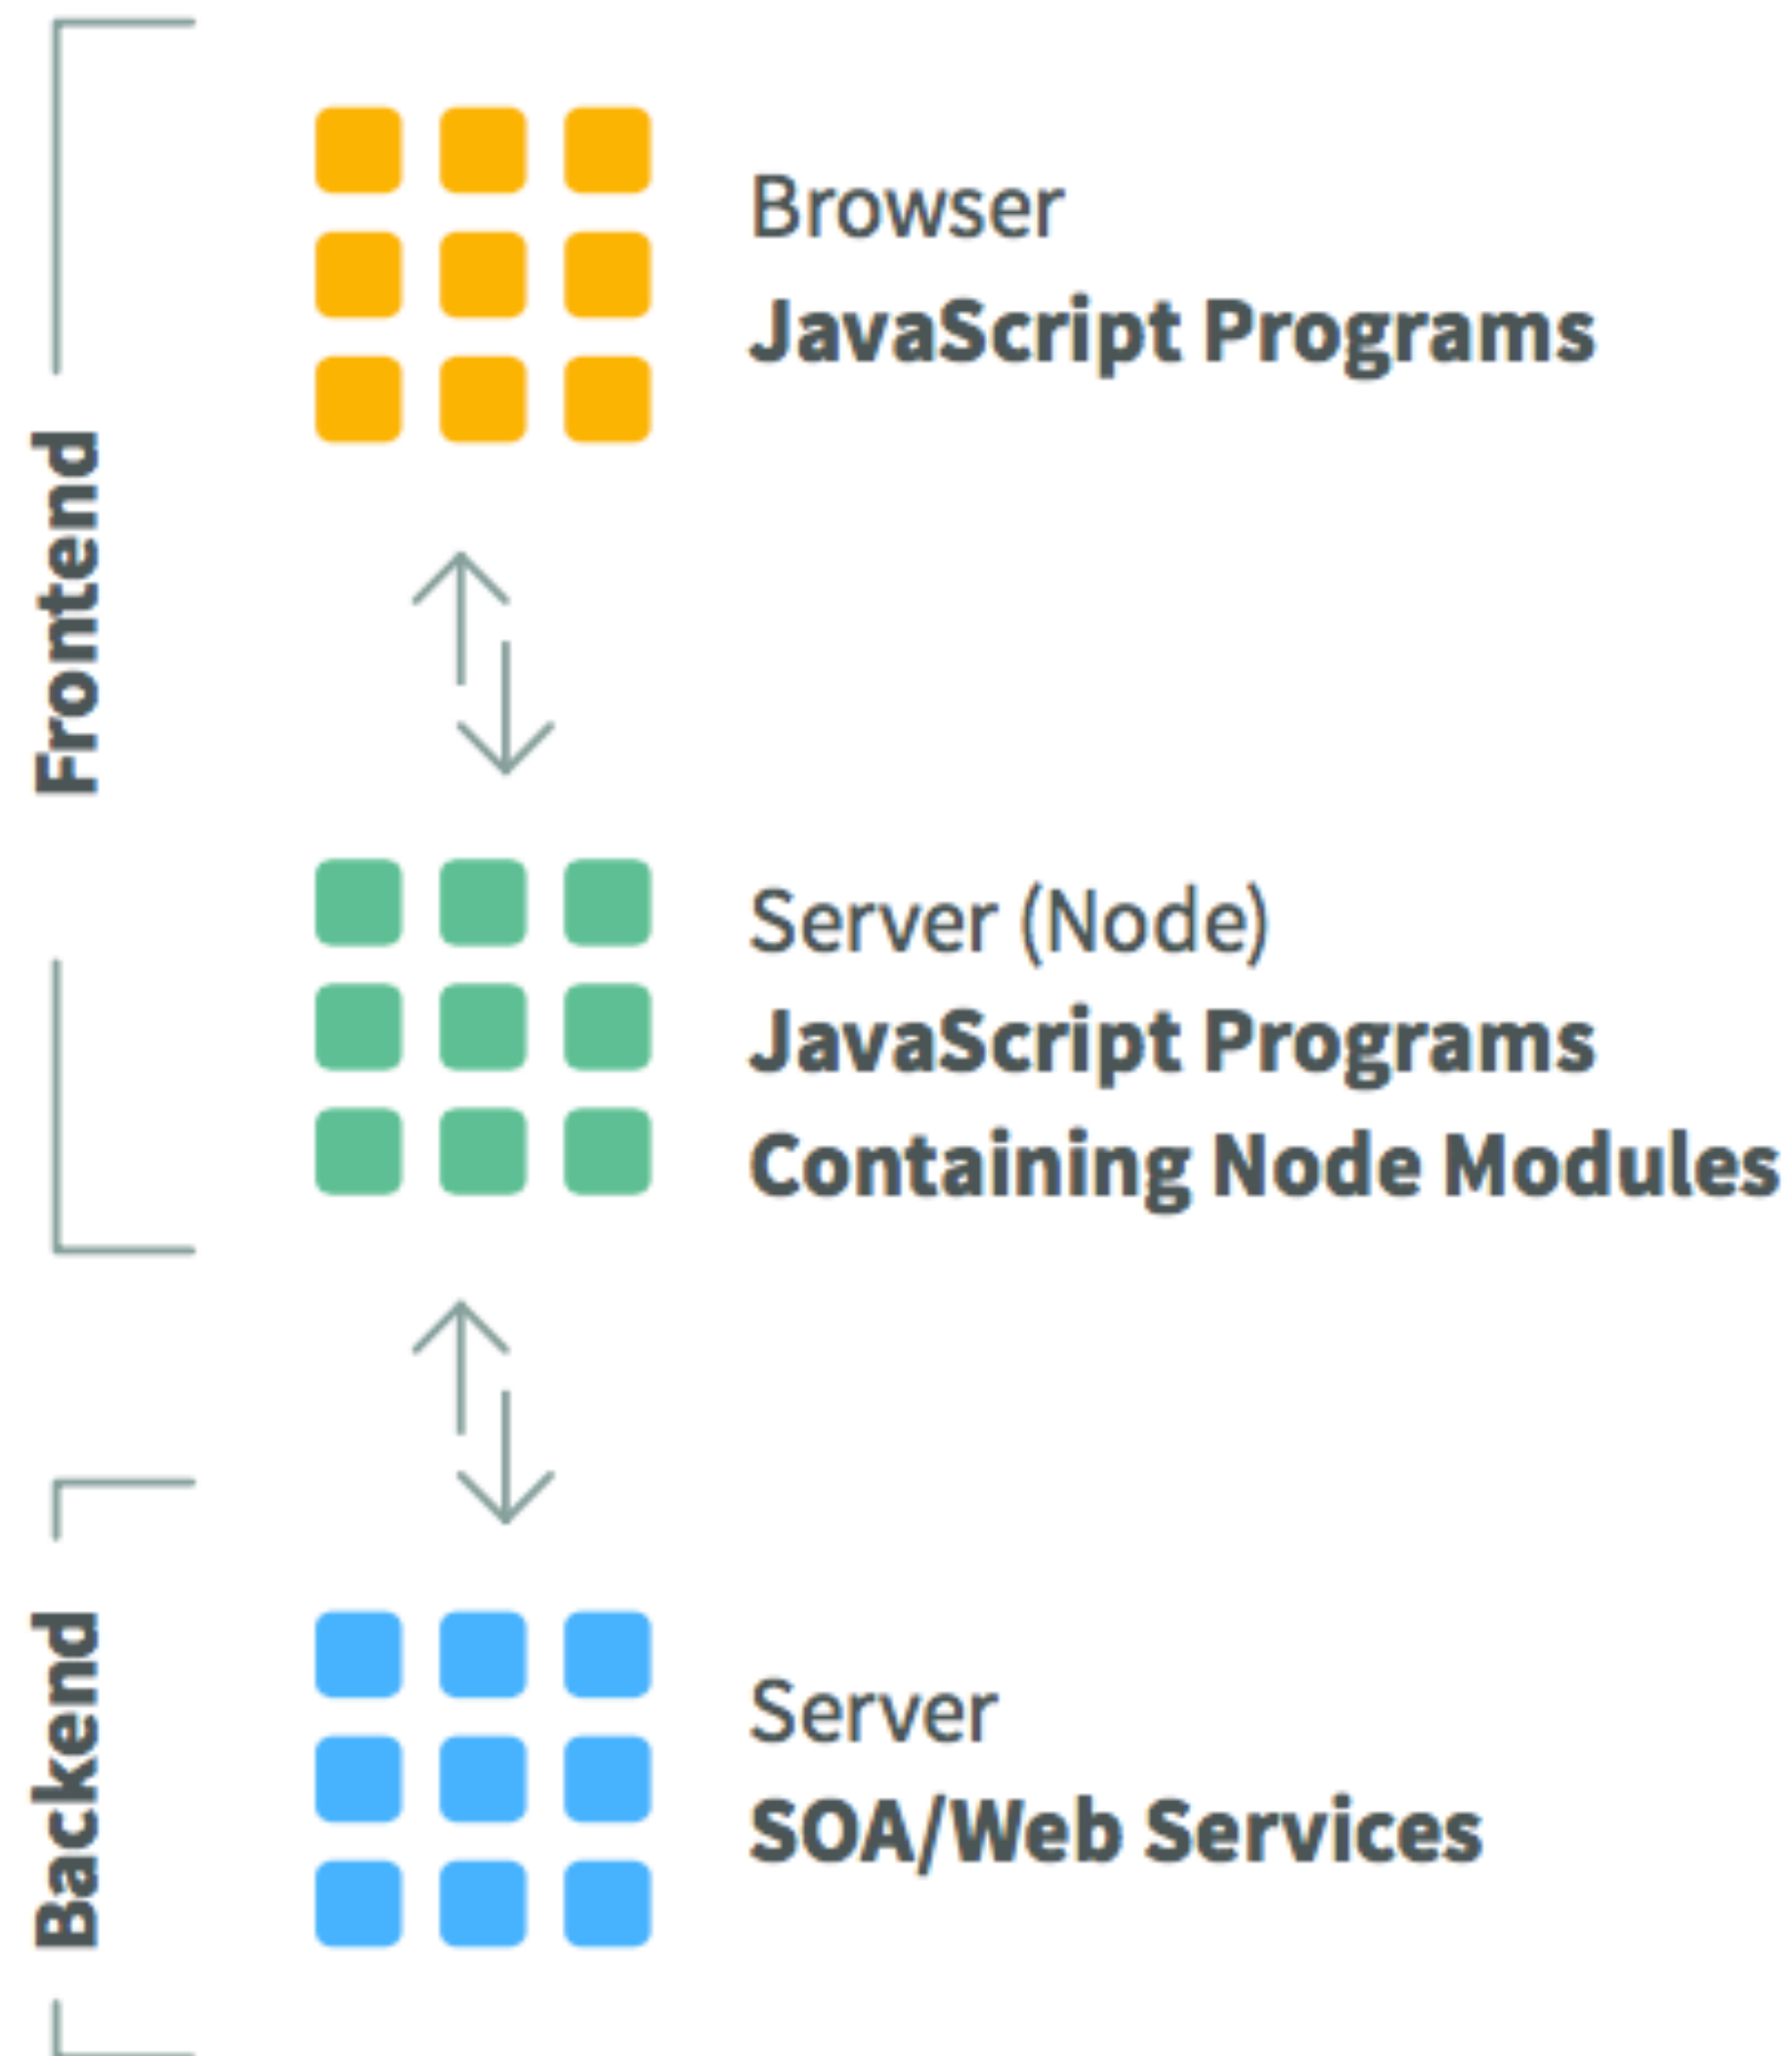 Frontend
Browser
JavaScript Programs
Server (Node)
JavaScript Programs
Containing Node Modules
Backend
Server
SOA/Web Services